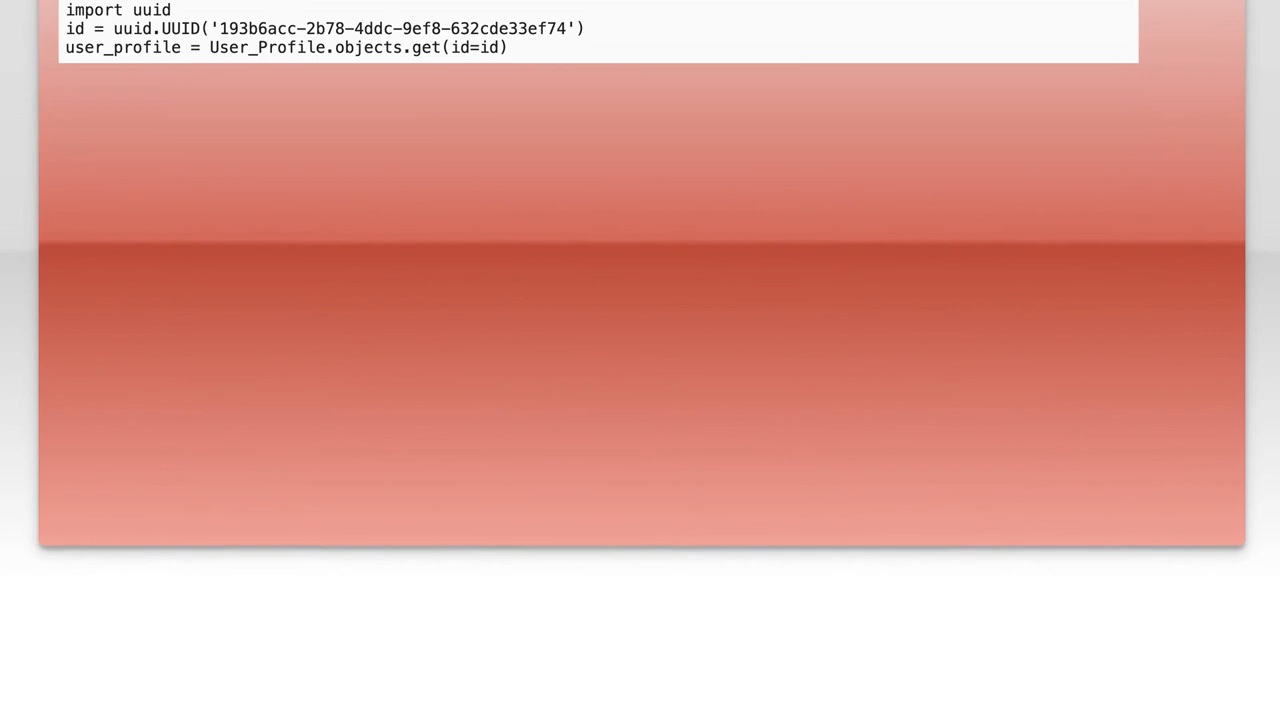 import uuid
id = uuid.UUID('193b6acc-2b78-4ddc-9ef8-632cde33ef74')
user_profile = User_Profile.objects.get(id=id)